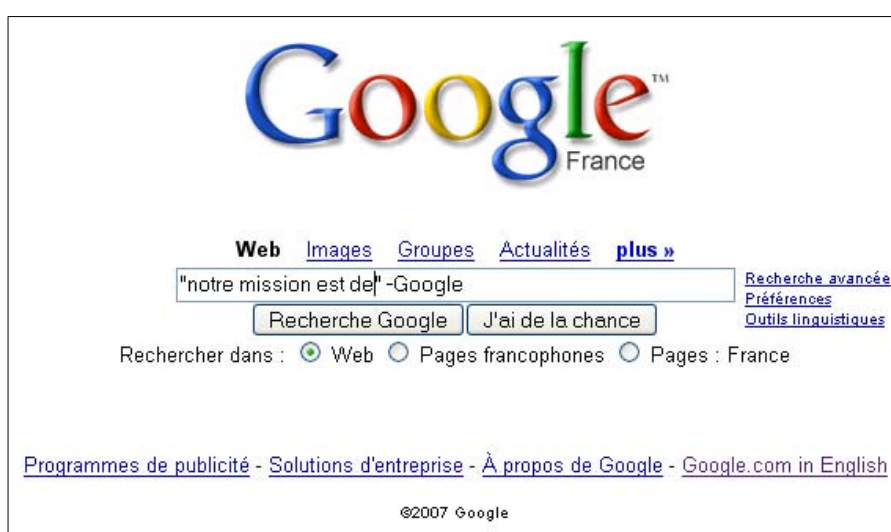 Google™
France
Web Images Groupes Actualités plus »
"notre mission est de" -Google
Recherche avancée
Préférences
Outils linguistiques
Recherche Google J'ai de la chance
Rechercher dans : Web Pages francophones Pages : France
Programmes de publicité - Solutions d'entreprise - À propos de Google - Google.com in English
©2007 Google